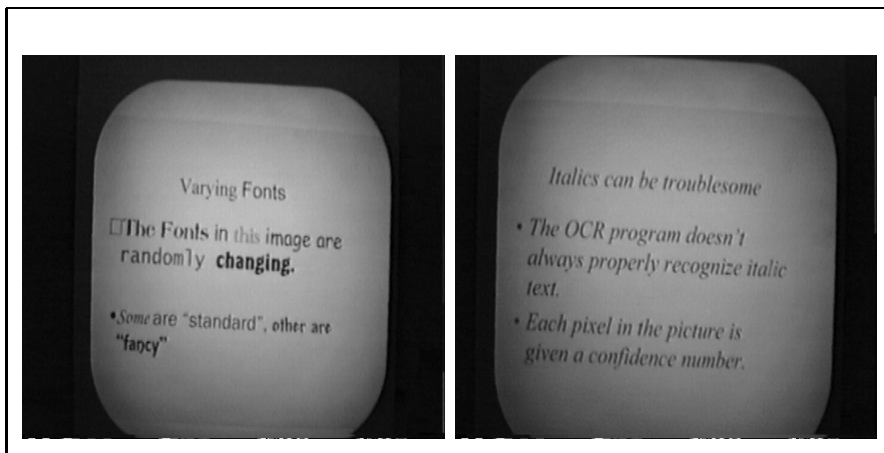 Varying Fonts
□The Fonts in this image are
randomly changing.
•Some are "standard", other are
"fancy"
Italics can be troublesome
• The OCR program doesn't
always properly recognize italic
text.
• Each pixel in the picture is
given a confidence number.